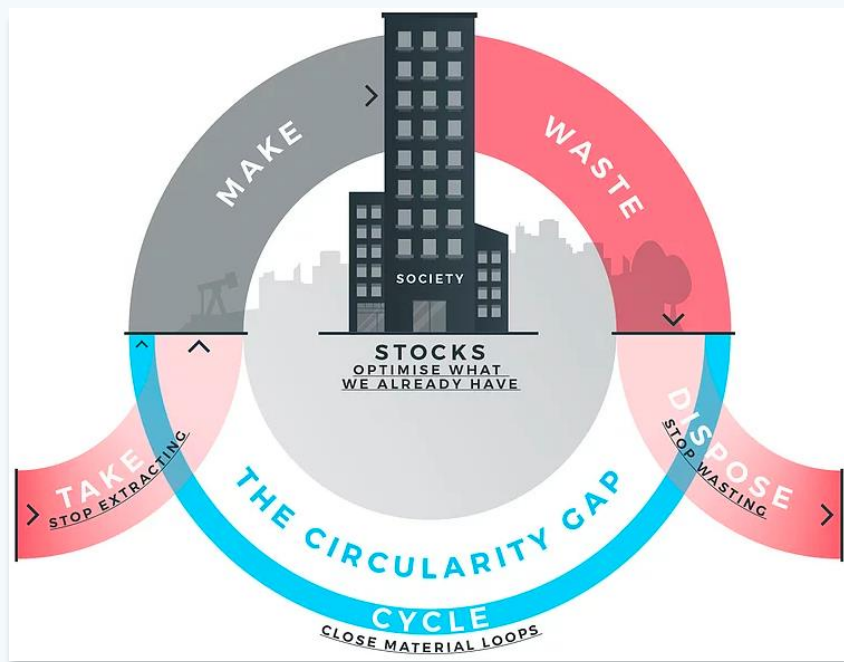 MAKE
WASTE
SOCIETY
STOCKS
OPTIMISE WHAT
WE ALREADY HAVE
TAKE
STOP EXTRACTING
DISPOSE
STOP WASTING
THE CIRCULARITY GAP
CYCLE
CLOSE MATERIAL LOOPS